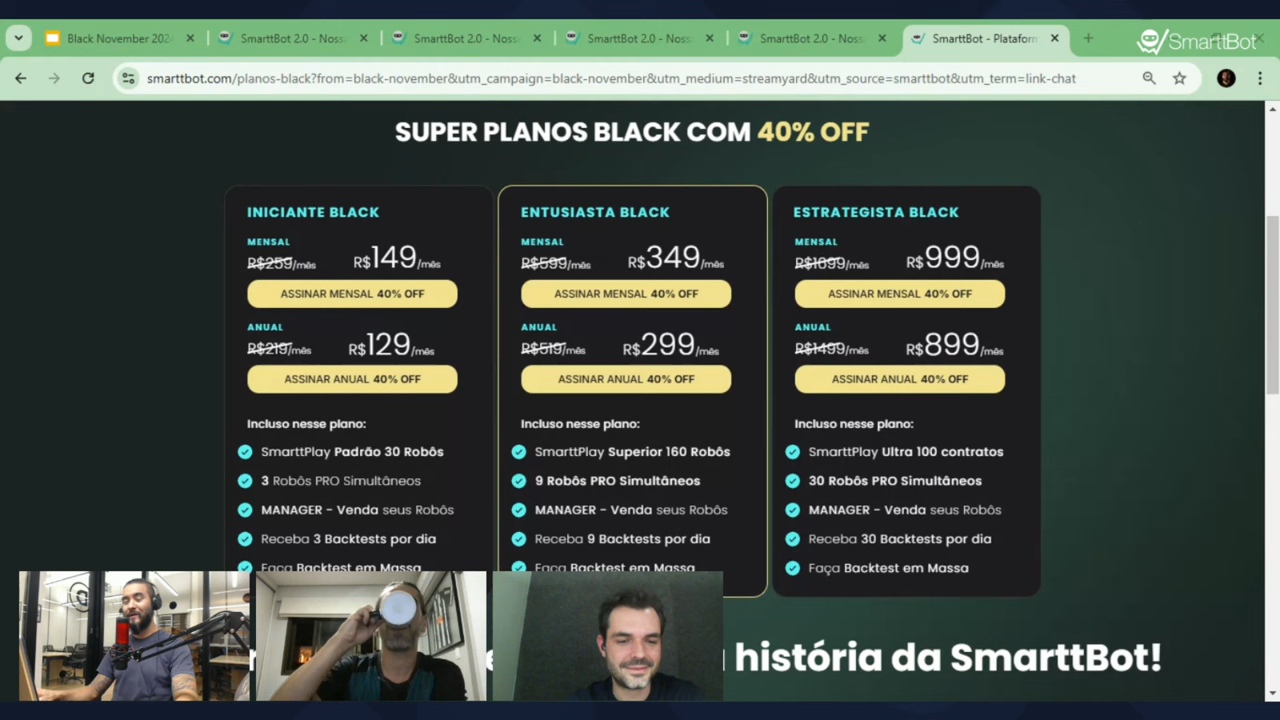 Black November 202
SmarttBot 2.0 - Noss
SmarttBot 2.0 - Noss
SmarttBot 2.0 - Noss
SmarttBot 2.0 - Noss
SmarttBot - Plataform
SmarttBot
smarttbot.com/planos-black?from=black-november&utm_campaign=black-november&utm_medium=streamyard&utm_source=smarttbot&utm_term=link-chat
SUPER PLANOS BLACK COM 40% OFF
INICIANTE BLACK
MENSAL
R$259/mês R$149/mês
ASSINAR MENSAL 40% OFF
ANUAL
R$219/mês R$129/mês
ASSINAR ANUAL 40% OFF
Incluso nesse plano:
SmarttPlay Padrão 30 Robôs
3 Robôs PRO Simultâneos
MANAGER - Venda seus Robôs
Receba 3 Backtests por dia
Faça Backtest em Massa
ENTUSIASTA BLACK
MENSAL
R$599/mês R$349/mês
ASSINAR MENSAL 40% OFF
ANUAL
R$519/mês R$299/mês
ASSINAR ANUAL 40% OFF
Incluso nesse plano:
SmarttPlay Superior 160 Robôs
9 Robôs PRO Simultâneos
MANAGER - Venda seus Robôs
Receba 9 Backtests por dia
Faça Backtest em Massa
ESTRATEGISTA BLACK
MENSAL
R$1699/mês R$999/mês
ASSINAR MENSAL 40% OFF
ANUAL
R$1499/mês R$899/mês
ASSINAR ANUAL 40% OFF
Incluso nesse plano:
SmarttPlay Ultra 100 contratos
30 Robôs PRO Simultâneos
MANAGER - Venda seus Robôs
Receba 30 Backtests por dia
Faça Backtest em Massa
história da SmarttBot!